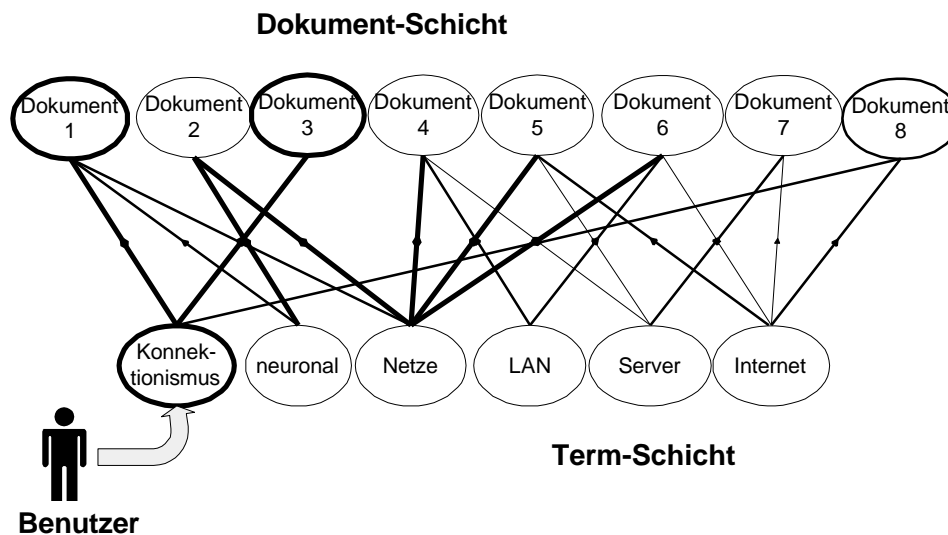 Dokument-Schicht
Dokument
1
Dokument
2
Dokument
3
Dokument
4
Dokument
5
Dokument
6
Dokument
7
Dokument
8
Konnek-
tionismus
neuronal
Netze
LAN
Server
Internet
Term-Schicht
Benutzer